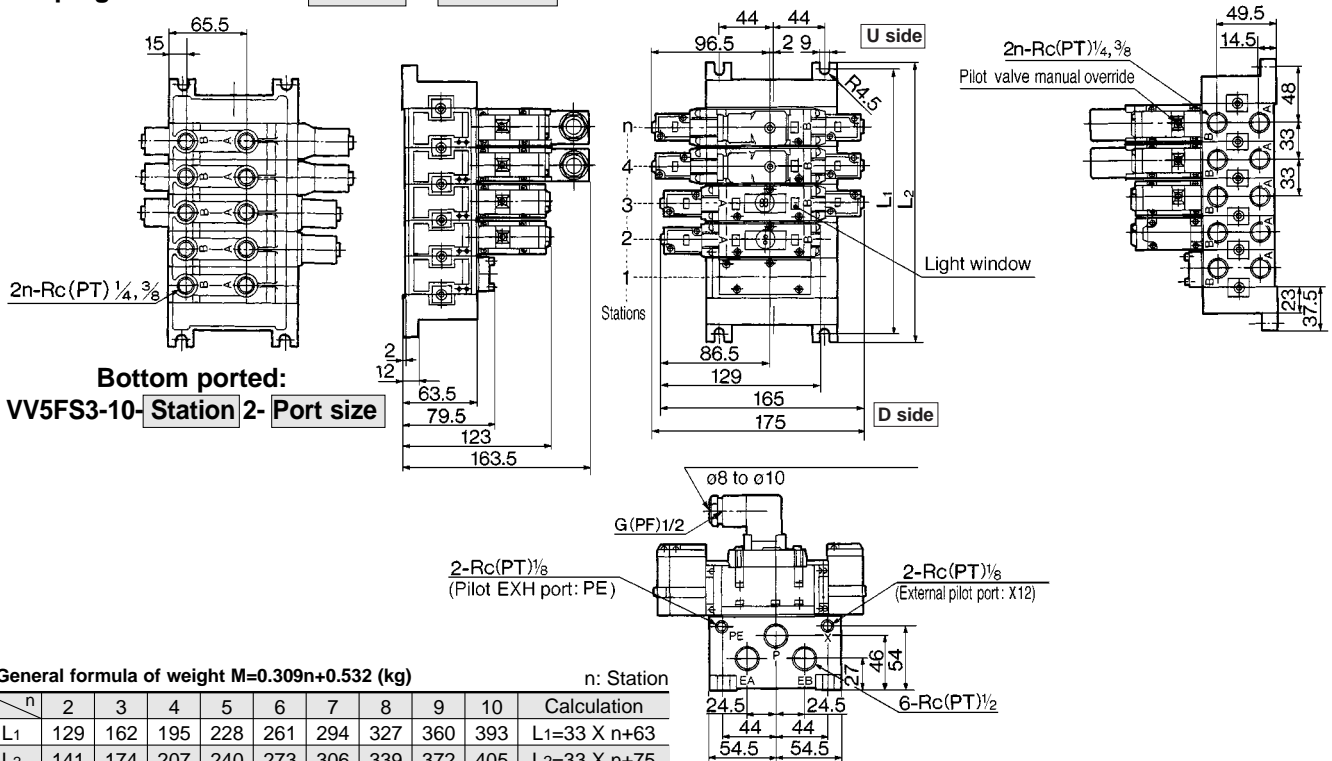 65.5
15
2n-Rc(PT) ¼, ⅜
B A
B A
B A
B A
B A
Bottom ported:
VV5FS3-10- Station 2- Port size
2
12
63.5
79.5
123
163.5
44 44
96.5 2 9
U side
R4.5
n
4
3
2
1
Stations
A B
A B
L1
L2
Light window
86.5
129
165
175
D side
49.5
14.5
2n-Rc(PT)¼, ⅜
Pilot valve manual override
48
33
33
B A
B A
B A
B A
B A
23
37.5
ø8 to ø10
G(PF)1/2
2-Rc(PT)⅛
(Pilot EXH port: PE)
2-Rc(PT)⅛
(External pilot port: X12)
PE P X
EA EB
27
46
54
6-Rc(PT)½
24.5 24.5
44 44
54.5 54.5
General formula of weight M=0.309n+0.532 (kg) n: Station
n 2 3 4 5 6 7 8 9 10 Calculation
L1 129 162 195 228 261 294 327 360 393 L1=33 X n+63
L2 141 174 207 240 273 306 339 372 405 L2=33 X n+75